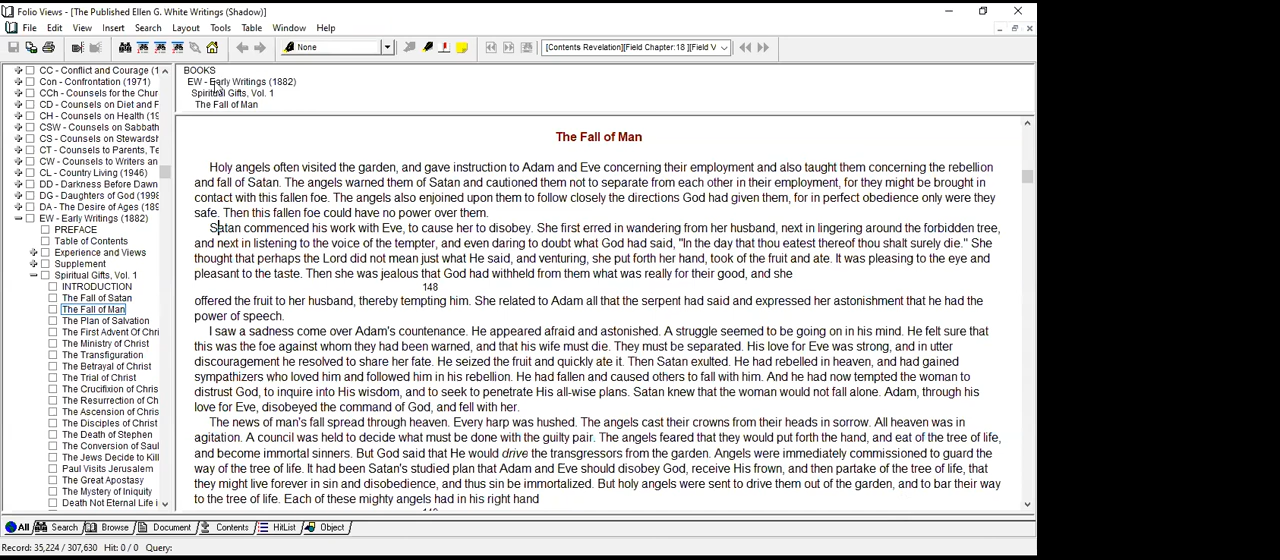 Folio Views - [The Published Ellen G. White Writings (Shadow)]
File Edit View Insert Search Layout Tools Table Window Help
None
[Contents Revelation][Field Chapter:18 ][Field V
CC - Conflict and Courage (1
Con - Confrontation (1971)
CCh - Counsels for the Chur
CD - Counsels on Diet and F
CH - Counsels on Health (19
CSW - Counsels on Sabbath
CS - Counsels on Stewardsh
CT - Counsels to Parents, Te
CW - Counsels to Writers an
CL - Country Living (1946)
DD - Darkness Before Dawn
DG - Daughters of God (1998
DA - The Desire of Ages (189
EW - Early Writings (1882)
PREFACE
Table of Contents
Experience and Views
Supplement
Spiritual Gifts, Vol. 1
INTRODUCTION
The Fall of Satan
The Fall of Man
The Plan of Salvation
The First Advent Of Chri
The Ministry of Christ
The Transfiguration
The Betrayal of Christ
The Trial of Christ
The Crucifixion of Chris
The Resurrection of Ch
The Ascension of Chris
The Disciples of Christ
The Death of Stephen
The Conversion of Saul
The Jews Decide to Kill
Paul Visits Jerusalem
The Great Apostasy
The Mystery of Iniquity
Death Not Eternal Life i
BOOKS
EW - Early Writings (1882)
Spiritual Gifts, Vol. 1
The Fall of Man
The Fall of Man
Holy angels often visited the garden, and gave instruction to Adam and Eve concerning their employment and also taught them concerning the rebellion
and fall of Satan. The angels warned them of Satan and cautioned them not to separate from each other in their employment, for they might be brought in
contact with this fallen foe. The angels also enjoined upon them to follow closely the directions God had given them, for in perfect obedience only were they
safe. Then this fallen foe could have no power over them.
Satan commenced his work with Eve, to cause her to disobey. She first erred in wandering from her husband, next in lingering around the forbidden tree,
and next in listening to the voice of the tempter, and even daring to doubt what God had said, "In the day that thou eatest thereof thou shalt surely die." She
thought that perhaps the Lord did not mean just what He said, and venturing, she put forth her hand, took of the fruit and ate. It was pleasing to the eye and
pleasant to the taste. Then she was jealous that God had withheld from them what was really for their good, and she
148
offered the fruit to her husband, thereby tempting him. She related to Adam all that the serpent had said and expressed her astonishment that he had the
power of speech.
I saw a sadness come over Adam's countenance. He appeared afraid and astonished. A struggle seemed to be going on in his mind. He felt sure that
this was the foe against whom they had been warned, and that his wife must die. They must be separated. His love for Eve was strong, and in utter
discouragement he resolved to share her fate. He seized the fruit and quickly ate it. Then Satan exulted. He had rebelled in heaven, and had gained
sympathizers who loved him and followed him in his rebellion. He had fallen and caused others to fall with him. And he had now tempted the woman to
distrust God, to inquire into His wisdom, and to seek to penetrate His all-wise plans. Satan knew that the woman would not fall alone. Adam, through his
love for Eve, disobeyed the command of God, and fell with her.
The news of man's fall spread through heaven. Every harp was hushed. The angels cast their crowns from their heads in sorrow. All heaven was in
agitation. A council was held to decide what must be done with the guilty pair. The angels feared that they would put forth the hand, and eat of the tree of life,
and become immortal sinners. But God said that He would drive the transgressors from the garden. Angels were immediately commissioned to guard the
way of the tree of life. It had been Satan's studied plan that Adam and Eve should disobey God, receive His frown, and then partake of the tree of life, that
they might live forever in sin and disobedience, and thus sin be immortalized. But holy angels were sent to drive them out of the garden, and to bar their way
to the tree of life. Each of these mighty angels had in his right hand
All Search Browse Document Contents HitList Object
Record: 35,224 / 307,630 Hit: 0 / 0 Query: